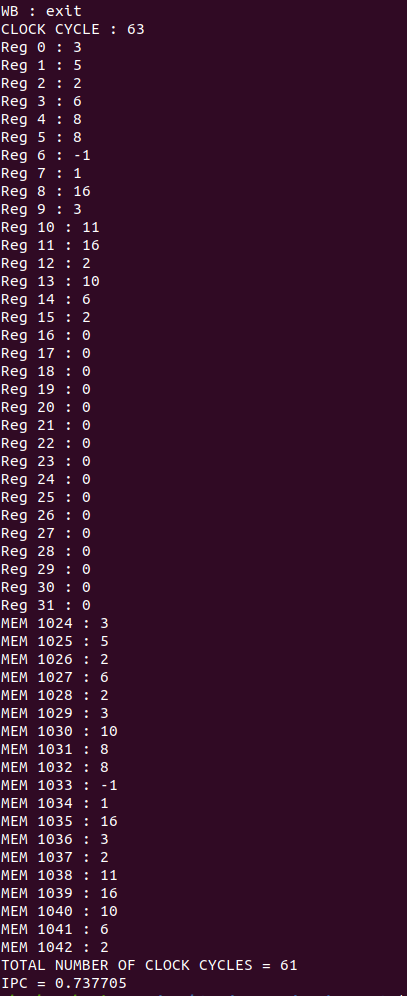 WB : exit
CLOCK CYCLE : 63
Reg 0 : 3
Reg 1 : 5
Reg 2 : 2
Reg 3 : 6
Reg 4 : 8
Reg 5 : 8
Reg 6 : -1
Reg 7 : 1
Reg 8 : 16
Reg 9 : 3
Reg 10 : 11
Reg 11 : 16
Reg 12 : 2
Reg 13 : 10
Reg 14 : 6
Reg 15 : 2
Reg 16 : 0
Reg 17 : 0
Reg 18 : 0
Reg 19 : 0
Reg 20 : 0
Reg 21 : 0
Reg 22 : 0
Reg 23 : 0
Reg 24 : 0
Reg 25 : 0
Reg 26 : 0
Reg 27 : 0
Reg 28 : 0
Reg 29 : 0
Reg 30 : 0
Reg 31 : 0
MEM 1024 : 3
MEM 1025 : 5
MEM 1026 : 2
MEM 1027 : 6
MEM 1028 : 2
MEM 1029 : 3
MEM 1030 : 10
MEM 1031 : 8
MEM 1032 : 8
MEM 1033 : -1
MEM 1034 : 1
MEM 1035 : 16
MEM 1036 : 3
MEM 1037 : 2
MEM 1038 : 11
MEM 1039 : 16
MEM 1040 : 10
MEM 1041 : 6
MEM 1042 : 2
TOTAL NUMBER OF CLOCK CYCLES = 61
IPC = 0.737705